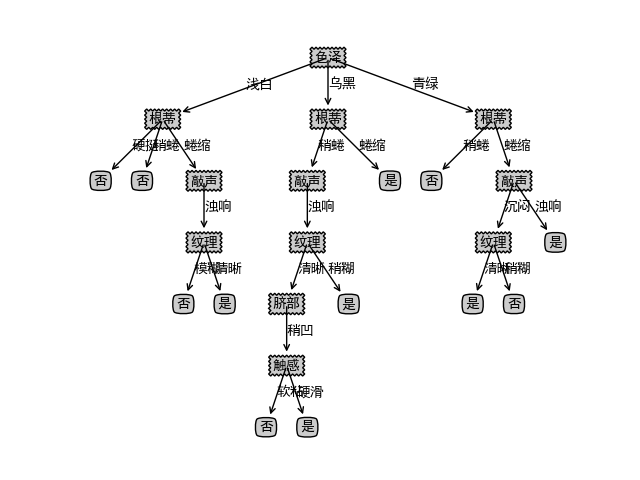 色泽
浅白 乌黑 青绿
根蒂 根蒂 根蒂
硬挺 稍蜷 蜷缩 稍蜷 蜷缩 稍蜷 蜷缩
否 否 敲声 敲声 是 否 敲声
浊响 浊响 沉闷 浊响
纹理 纹理 纹理 是
模糊 清晰 清晰 稍糊 清晰 稍糊
否 是 脐部 是 是 否
稍凹
触感
软粘 硬滑
否 是